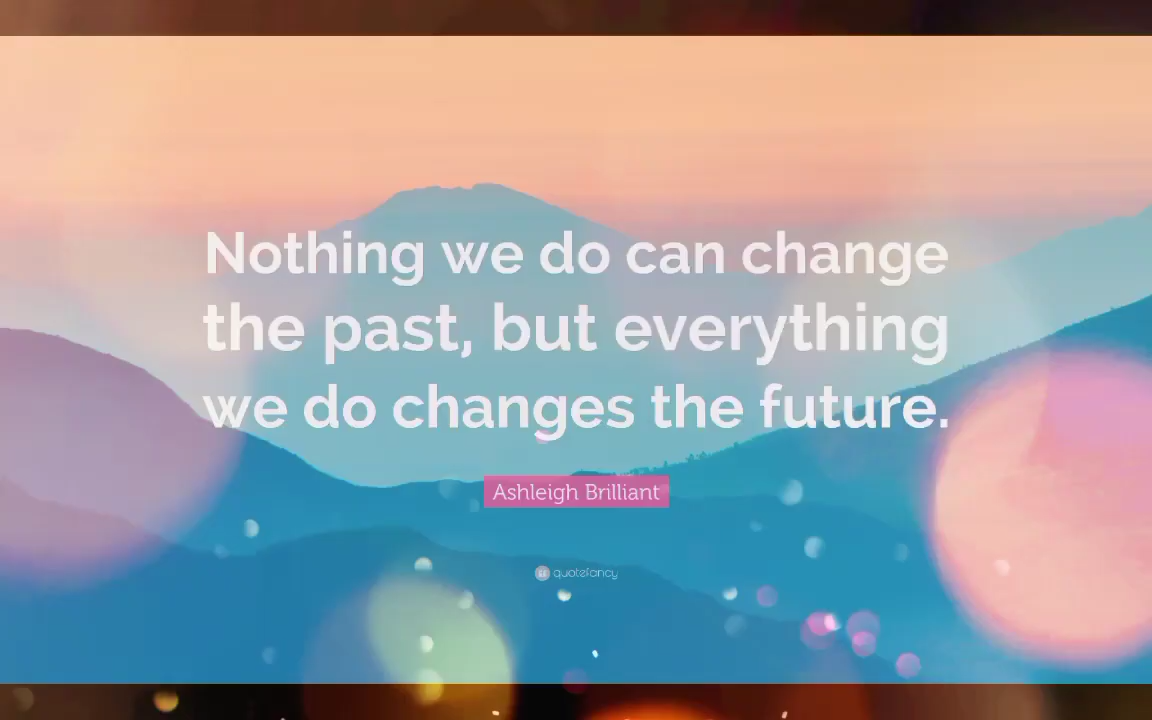 Nothing we do can change
the past, but everything
we do changes the future.
Ashleigh Brilliant
quotefancy